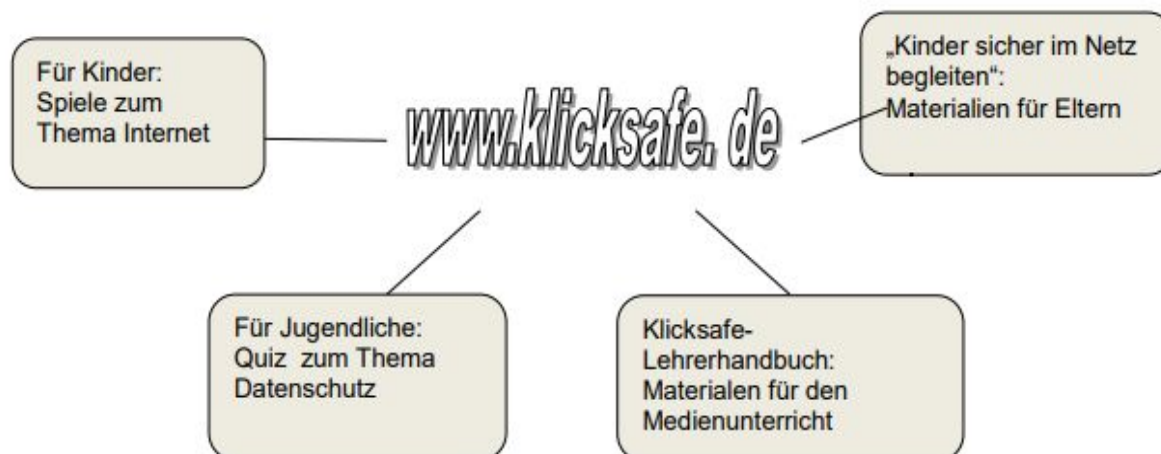 Für Kinder:
Spiele zum
Thema Internet
www.klicksafe. de
„Kinder sicher im Netz
begleiten“:
Materialien für Eltern
Für Jugendliche:
Quiz zum Thema
Datenschutz
Klicksafe-
Lehrerhandbuch:
Materialen für den
Medienunterricht